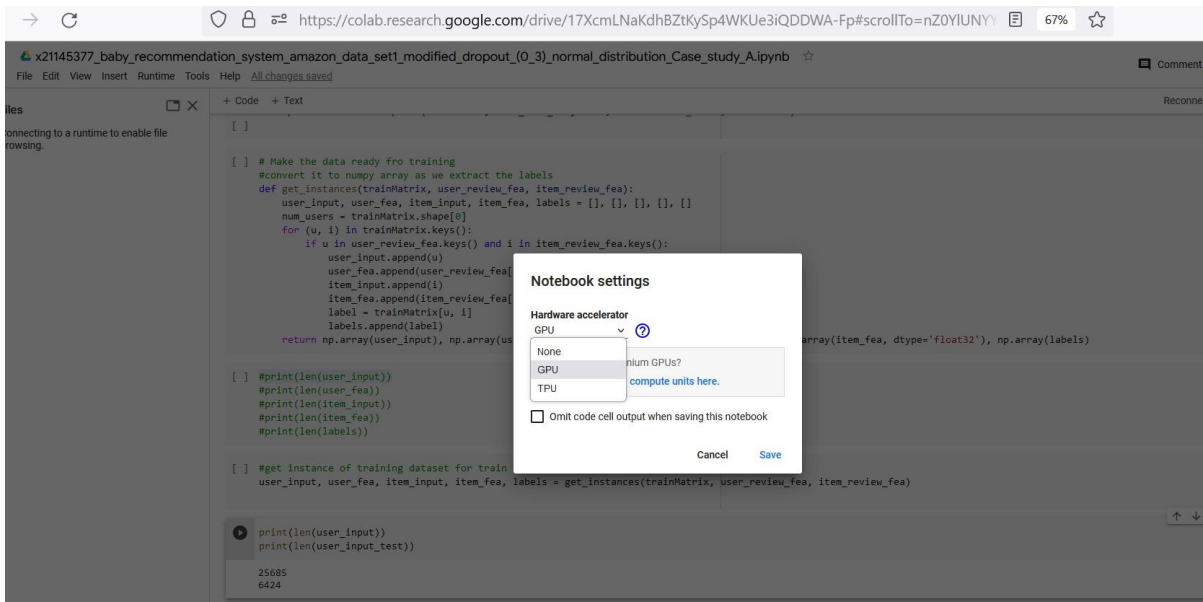 https://colab.research.google.com/drive/17XcmLNaKdhBZtKySp4WKUe3iQDDWA-Fp#scrollTo=nZ0YlUNYY
67%
x21145377_baby_recommendation_system_amazon_data_set1_modified_dropout_(0_3)_normal_distribution_Case_study_A.ipynb
Comment
File Edit View Insert Runtime Tools Help All changes saved
iles
+ Code + Text
Reconne
onnecting to a runtime to enable file
rowsing.
[ ]
[ ] # Make the data ready fro training
#convert it to numpy array as we extract the labels
def get_instances(trainMatrix, user_review_fea, item_review_fea):
user_input, user_fea, item_input, item_fea, labels = [], [], [], [], []
num_users = trainMatrix.shape[0]
for (u, i) in trainMatrix.keys():
if u in user_review_fea.keys() and i in item_review_fea.keys():
user_input.append(u)
user_fea.append(user_review_fea[
item_input.append(i)
item_fea.append(item_review_fea[
label = trainMatrix[u, i]
labels.append(label)
return np.array(user_input), np.array(us
array(item_fea, dtype='float32'), np.array(labels)
Notebook settings
Hardware accelerator
GPU
None
GPU
TPU
nium GPUs?
compute units here.
Omit code cell output when saving this notebook
Cancel Save
[ ] #print(len(user_input))
#print(len(user_fea))
#print(len(item_input))
#print(len(item_fea))
#print(len(labels))
[ ] #get instance of training dataset for train
user_input, user_fea, item_input, item_fea, labels = get_instances(trainMatrix, user_review_fea, item_review_fea)
print(len(user_input))
print(len(user_input_test))
25685
6424